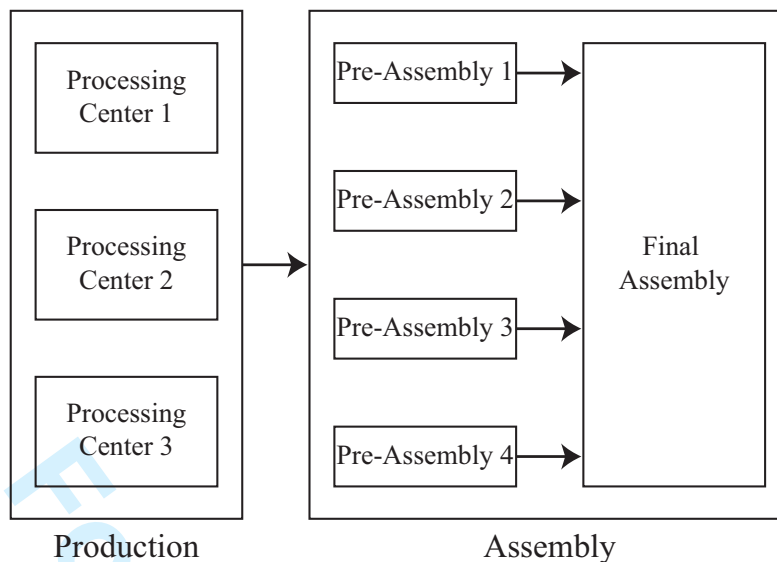 Processing
Center 1
Processing
Center 2
Processing
Center 3
Production
Pre-Assembly 1
Pre-Assembly 2
Pre-Assembly 3
Pre-Assembly 4
Final
Assembly
Assembly